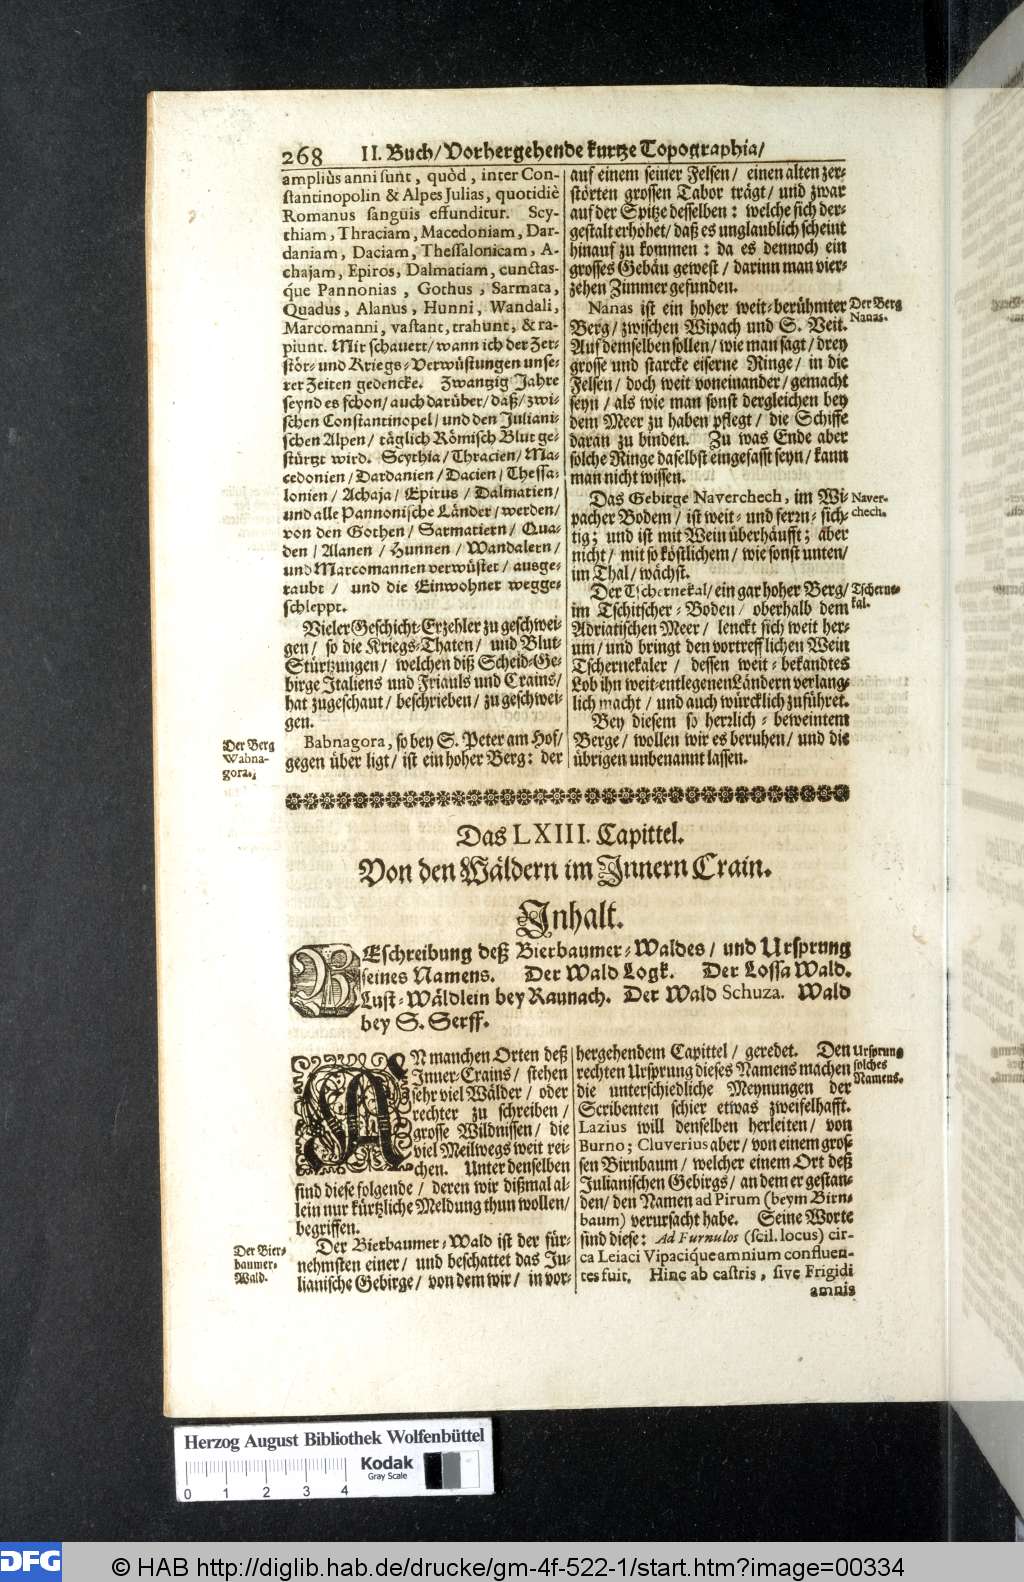 268 II. Buch/ Vorhergehende kurtze Topographia/
ampliùs anni sunt, quòd, inter Con-
stantinopolin & Alpes Julias, quotidiè
Romanus sanguis effunditur. Scy-
thiam, Thraciam, Macedoniam, Dar-
daniam, Daciam, Thessalonicam, A-
chajam, Epiros, Dalmatiam, cunctas-
que Pannonias, Gothus, Sarmata,
Quadus, Alanus, Hunni, Wandali,
Marcomanni, vastant, trahunt, & ra-
piunt. Mir schauert/ wann ich der Zer-
stör- und Kriegs-Verwüstungen unse-
rer Zeiten gedencke. Zwantzig Jahre
seynd es schon/ auch darüber/ daß/ zwi-
schen Constantinopel/ und den Juliani-
schen Alpen/ täglich Römisch Blut ge-
stürtzt wird. Scythia/ Thracien/ Ma-
cedonien/ Dardanien/ Dacien/ Thessa-
lonien/ Achaja/ Epirus/ Dalmatien/
und alle Pannonische Länder/ werden/
von den Gothen/ Sarmatiern/ Qua-
den/ Alanen/ Hunnen/ Wandalern/
und Marcomannen verwüstet/ ausge-
raubt/ und die Einwohner wegge-
schleppt.
Vieler Geschicht-Erzehler zu geschwei-
gen/ so die Kriegs-Thaten/ und Blut-
Stürtzungen/ welchen diß Scheid-Ge-
birge Italiens und Friauls und Crains/
hat zugeschaut/ beschrieben/ zu geschwei-
gen.
Der Berg
Wabna-
gora.
Babnagora, so bey S. Peter am Hof/
gegen über ligt/ ist ein hoher Berg: der
auf einem seiner Felsen/ einen alten zer-
störten grossen Tabor trägt/ und zwar
auf der Spitze desselben: welche sich der-
gestalt erhöhet/ daß es unglaublich scheint
hinauf zu kommen: da es dennoch ein
grosses Gebäu gewest/ darinn man vier-
zehen Zimmer gefunden.
Nanas ist ein hoher weit-berühmter
Berg/ zwischen Wipach und S. Veit.
Auf demselben sollen/ wie man sagt/ drey
grosse und starcke eiserne Ringe/ in die
Felsen/ doch weit voneinander/ gemacht
seyn/ als wie man sonst dergleichen bey
dem Meer zu haben pflegt/ die Schiffe
daran zu binden. Zu was Ende aber
solche Ringe daselbst eingefasst seyn/ kann
man nicht wissen.
Der Berg
Nanas.
Das Gebirge Naverchech, im Wi-
pacher Bodem/ ist weit- und fern-sich-
tig; und ist mit Wein überhäufft; aber
nicht/ mit so köstlichem/ wie sonst unten/
im Thal/ wächst.
Naver-
chech.
Der Tschernekal/ ein gar hoher Berg/
im Tschitscher-Boden/ oberhalb dem
Adriatischen Meer/ lenckt sich weit her-
um/ und bringt den vortrefflichen Wein
Tschernekaler/ dessen weit-bekandtes
Lob ihn weit-entlegenen Ländern verlang-
lich macht/ und auch würcklich zuführet.
Tscherne-
kal.
Bey diesem so herzlich-beweintem
Berge/ wollen wir es beruhen/ und die
übrigen unbenannt lassen.
Das LXIII. Capittel.
Von den Wäldern im Innern Crain.
Inhalt.
BEschreibung deß Bierbaumer-Waldes/ und Ursprung
seines Namens. Der Wald Logk. Der Lossa Wald.
Lust-Wäldlein bey Raunach. Der Wald Schuza. Wald
bey S. Serff.
AN manchen Orten deß
Inner-Crains/ stehen
sehr viel Wälder/ oder
rechter zu schreiben/
grosse Wildnissen/ die
viel Meilwegs weit rei-
chen. Unter denselben
sind diese folgende/ deren wir dißmal al-
lein nur kürtzliche Meldung thun wollen/
begriffen.
Der Bier-
baumer-
Wald.
Der Bierbaumer-Wald ist der für-
nehmsten einer/ und beschattet das Ju-
lianische Gebirge/ von dem wir/ in vor-
hergehendem Capittel/ geredet. Den
rechten Ursprung dieses Namens machen
die unterschiedliche Meynungen der
Scribenten schier etwas zweifelhafft.
Lazius will denselben herleiten/ von
Burno; Cluverius aber/ von einem gros-
sen Birnbaum/ welcher einem Ort deß
Julianischen Gebirgs/ an dem er gestan-
den/ den Namen ad Pirum (beym Birn-
baum) verursacht habe. Seine Worte
sind diese: Ad Furnulos (scil. locus) cir-
ca Leiaci Vipacique amnium confluen-
tes fuit. Hinc ab castris, sive Frigidi
amnis
Ursprung
solches
Namens.
Herzog August Bibliothek Wolfenbüttel
0 1 2 3 4
Kodak
Gray Scale
DFG
© HAB http://diglib.hab.de/drucke/gm-4f-522-1/start.htm?image=00334